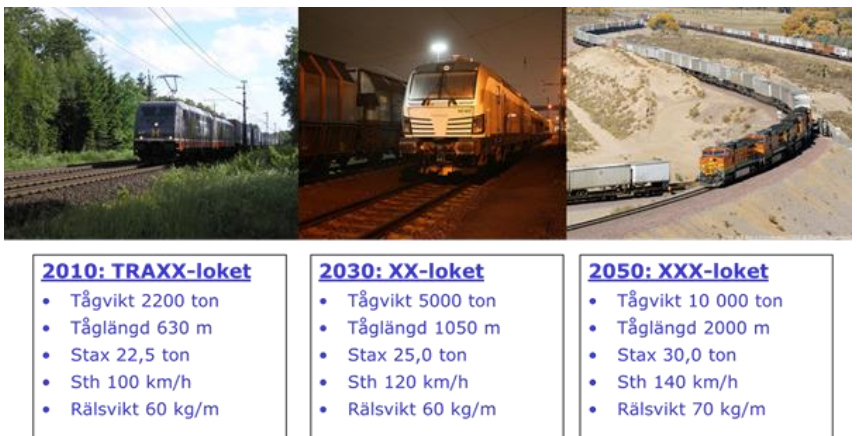 2010: TRAXX-loket
• Tågvikt 2200 ton
• Tåglängd 630 m
• Stax 22,5 ton
• Sth 100 km/h
• Rälsvikt 60 kg/m
2030: XX-loket
• Tågvikt 5000 ton
• Tåglängd 1050 m
• Stax 25,0 ton
• Sth 120 km/h
• Rälsvikt 60 kg/m
2050: XXX-loket
• Tågvikt 10 000 ton
• Tåglängd 2000 m
• Stax 30,0 ton
• Sth 140 km/h
• Rälsvikt 70 kg/m